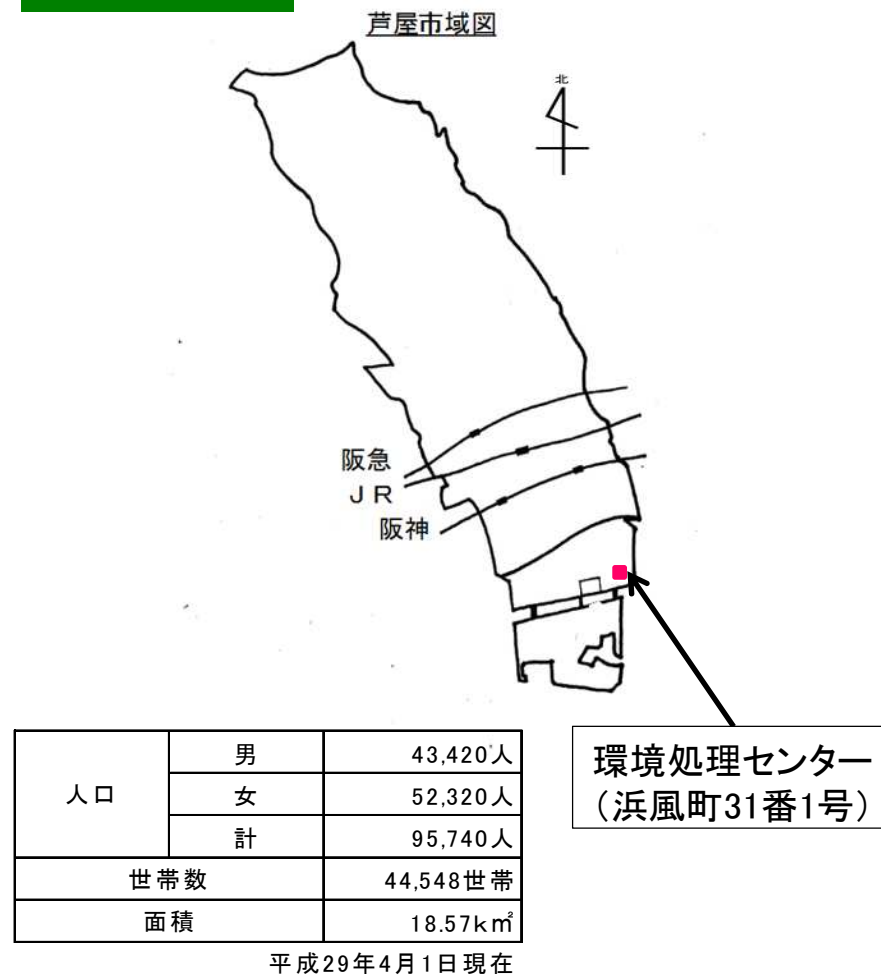 芦屋市域図
北
阪急
JR
阪神
環境処理センター
（浜風町31番1号）
人口 男 43,420人
女 52,320人
計 95,740人
世帯数 44,548世帯
面積 18.57k㎡
平成29年4月1日現在